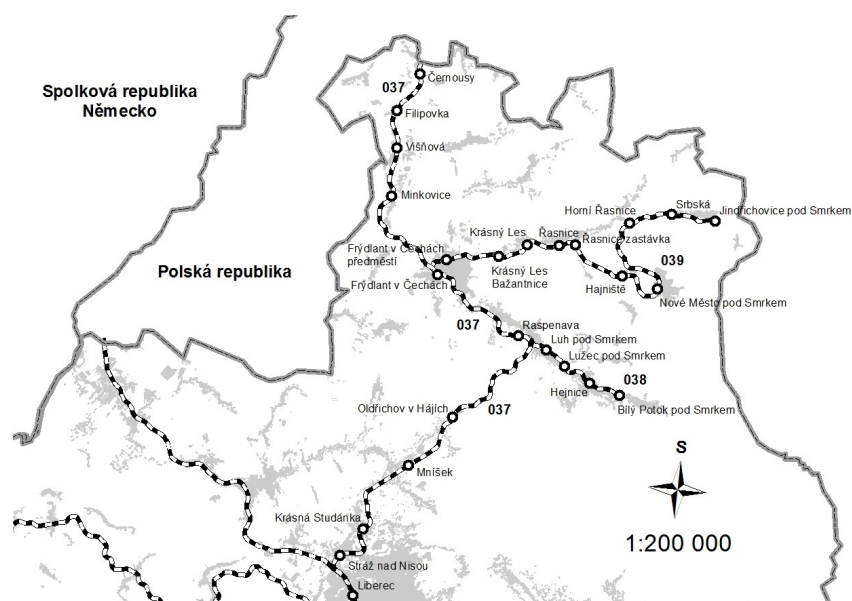 Spolková republika
Německo
037
Černousy
Filipovka
Višňová
Minkovice
Polská republika
Horní Řasnice
Srbská
Jindřichovice pod Smrkem
Krásný Les
Řasnice
Řasnice zastávka
Frýdlant v Čechách
předměstí
Krásný Les
Bažantnice
039
Frýdlant v Čechách
Hajniště
Nové Město pod Smrkem
037
Raspenava
Luh pod Smrkem
Lužec pod Smrkem
038
Hejnice
Bílý Potok pod Smrkem
Oldřichov v Hájích
037
Mníšek
S
Krásná Studánka
1:200 000
Stráž nad Nisou
Liberec